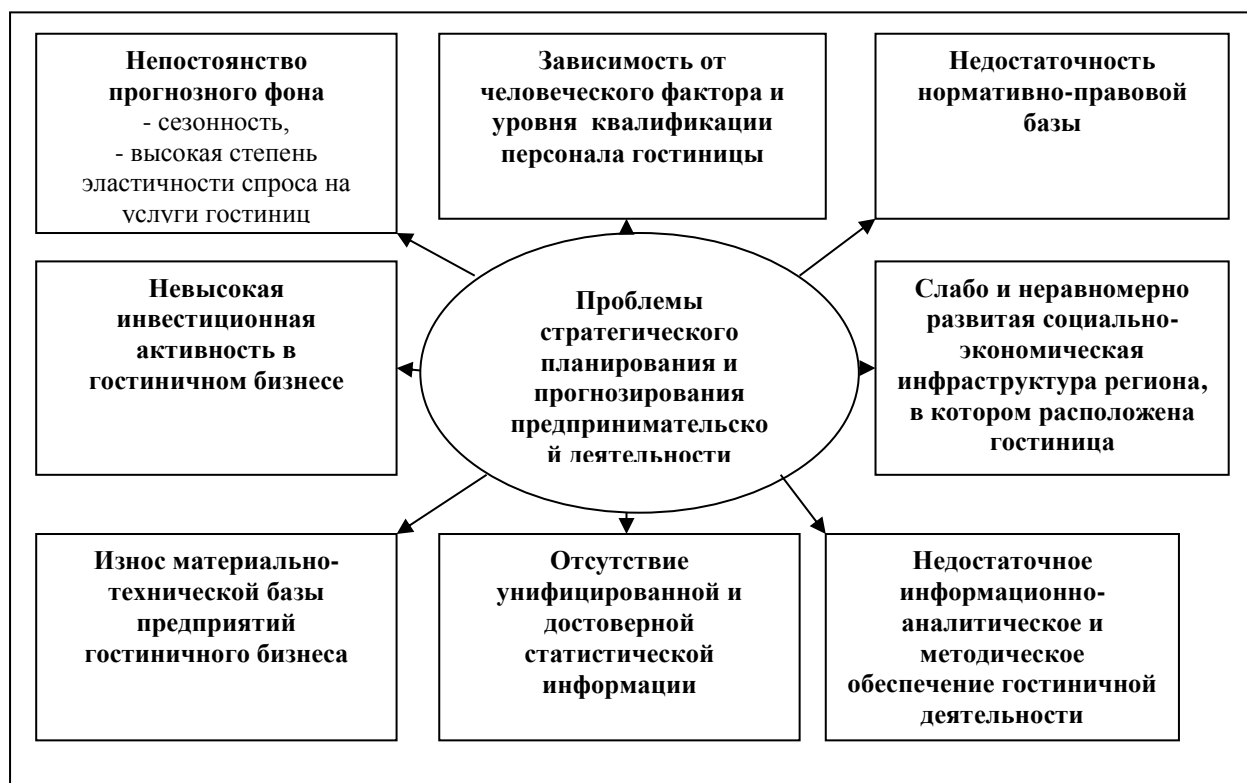 Непостоянство
прогнозного фона
- сезонность,
- высокая степень
эластичности спроса на
услуги гостиниц
Зависимость от
человеческого фактора и
уровня квалификации
персонала гостиницы
Недостаточность
нормативно-правовой
базы
Невысокая
инвестиционная
активность в
гостиничном бизнесе
Проблемы
стратегического
планирования и
прогнозирования
предпринимательско
й деятельности
Слабо и неравномерно
развитая социально-
экономическая
инфраструктура региона,
в котором расположена
гостиница
Износ материально-
технической базы
предприятий
гостиничного бизнеса
Отсутствие
унифицированной и
достоверной
статистической
информации
Недостаточное
информационно-
аналитическое и
методическое
обеспечение гостиничной
деятельности